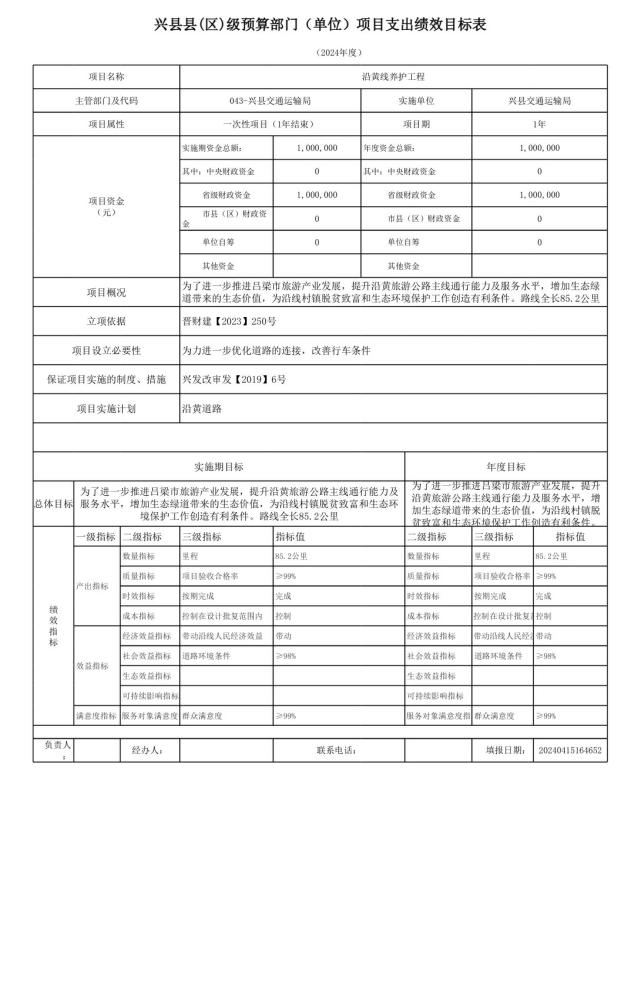 兴县县(区)级预算部门（单位）项目支出绩效目标表
（2024年度）
项目名称 沿黄线养护工程
主管部门及代码 043-兴县交通运输局 实施单位 兴县交通运输局
项目属性 一次性项目（1年结束） 项目期 1年
项目资金
（元）
实施期资金总额： 1,000,000 年度资金总额： 1,000,000
其中：中央财政资金 0 其中：中央财政资金 0
省级财政资金 1,000,000 省级财政资金 1,000,000
市县（区）财政资
金 0 市县（区）财政资金 0
单位自筹 0 单位自筹 0
其他资金 其他资金
项目概况
为了进一步推进吕梁市旅游产业发展，提升沿黄旅游公路主线通行能力及服务水平，增加生态绿
道带来的生态价值，为沿线村镇脱贫致富和生态环境保护工作创造有利条件。路线全长85.2公里
立项依据 晋财建【2023】250号
项目设立必要性 为力进一步优化道路的连接，改善行车条件
保证项目实施的制度、措施 兴发改审发【2019】6号
项目实施计划 沿黄道路
实施期目标 年度目标
总体目标
为了进一步推进吕梁市旅游产业发展，提升沿黄旅游公路主线通行能力及
服务水平，增加生态绿道带来的生态价值，为沿线村镇脱贫致富和生态环
境保护工作创造有利条件。路线全长85.2公里
为了进一步推进吕梁市旅游产业发展，提升
沿黄旅游公路主线通行能力及服务水平，增
加生态绿道带来的生态价值，为沿线村镇脱
贫致富和生态环境保护工作创造有利条件。
绩效指标
一级指标 二级指标 三级指标 指标值 二级指标 三级指标 指标值
产出指标
数量指标 里程 85.2公里 数量指标 里程 85.2公里
质量指标 项目验收合格率 ≥99% 质量指标 项目验收合格率 ≥99%
时效指标 按期完成 完成 时效指标 按期完成 完成
成本指标 控制在设计批复范围内 控制 成本指标 控制在设计批复 控制
效益指标
经济效益指标 带动沿线人民经济效益 带动 经济效益指标 带动沿线人民经 带动
社会效益指标 道路环境条件 ≥98% 社会效益指标 道路环境条件 ≥98%
生态效益指标 生态效益指标
可持续影响指标 可持续影响指标
满意度指标 服务对象满意度 群众满意度 ≥99% 服务对象满意度指 群众满意度 ≥99%
负责人
： 经办人： 联系电话： 填报日期： 20240415164652